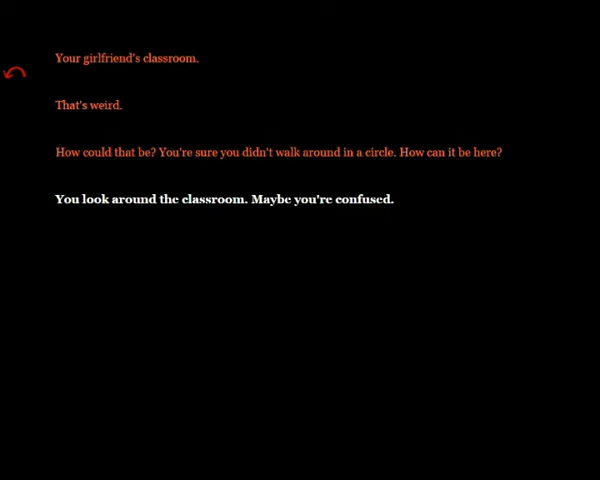 Your girlfriend's classroom.
That's weird.
How could that be? You're sure you didn't walk around in a circle. How can it be here?
You look around the classroom. Maybe you're confused.